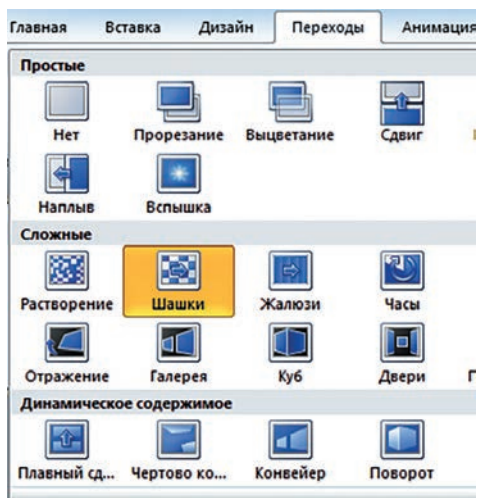 Главная Вставка Дизайн Переходы Анимация
Простые
Нет Прорезание Выцветание Сдвиг
Наплыв Вспышка
Сложные
Растворение Шашки Жалюзи Часы
Отражение Галерея Куб Двери
Динамическое содержимое
Плавный сд... Чертово ко... Конвейер Поворот